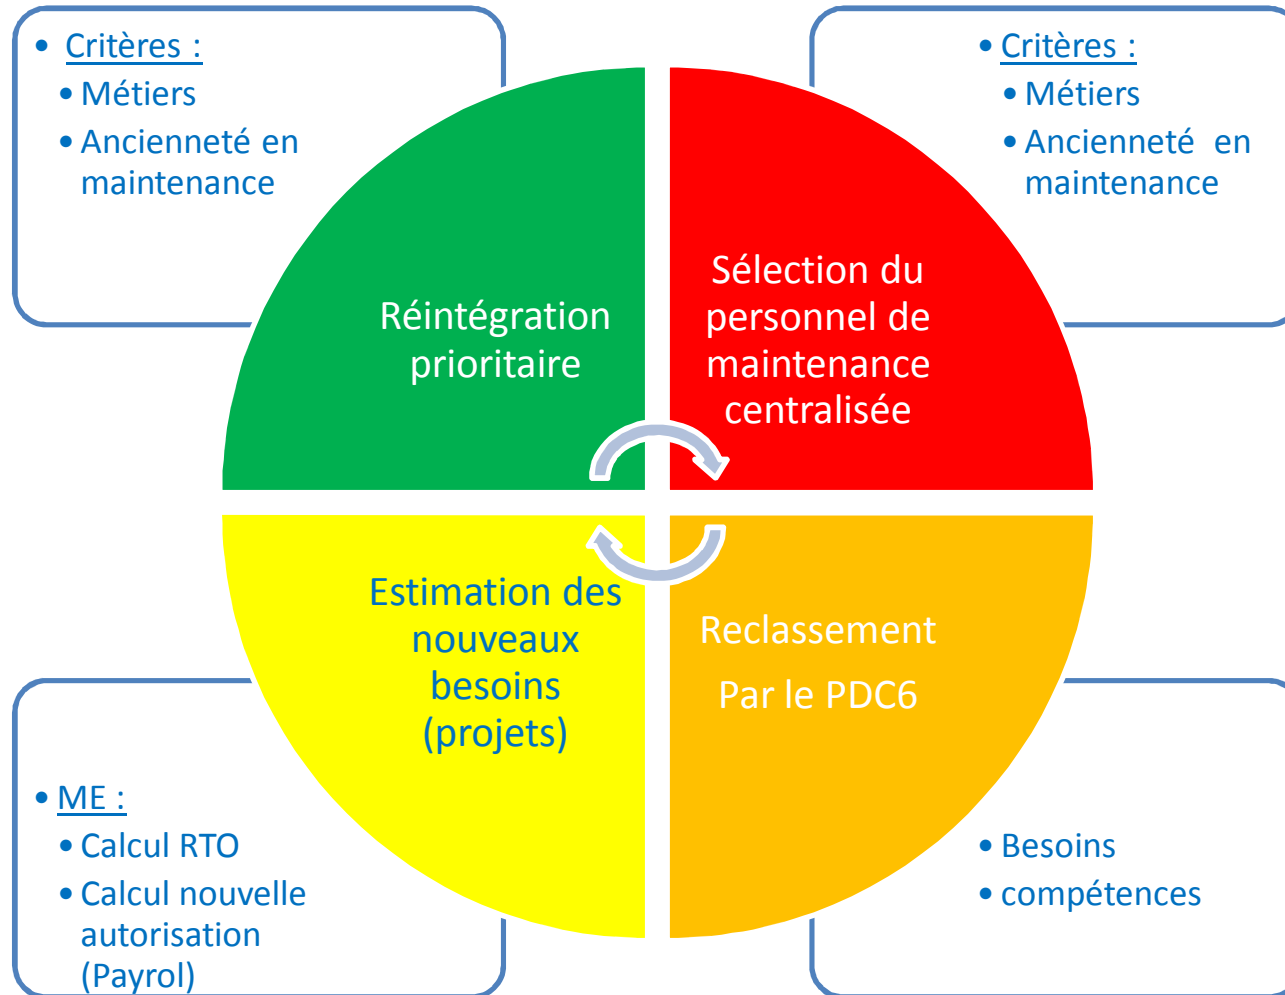 • Critères :
• Métiers
• Ancienneté en
maintenance
• Critères :
• Métiers
• Ancienneté en
maintenance
Réintégration
prioritaire
Sélection du
personnel de
maintenance
centralisée
Estimation des
nouveaux
besoins
(projets)
Reclassement
Par le PDC6
• ME :
• Calcul RTO
• Calcul nouvelle
autorisation
(Payrol)
• Besoins
• compétences